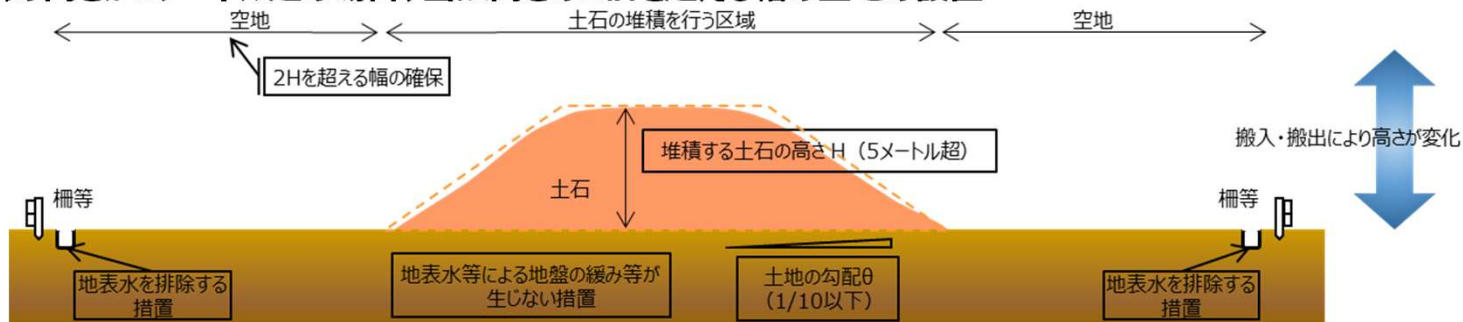 空地
土石の堆積を行う区域
空地
2Hを超える幅の確保
搬入・搬出により高さが変化
堆積する土石の高さH（5メートル超）
土石
柵等
柵等
地表水を排除する
措置
地表水等による地盤の緩み等が
生じない措置
土地の勾配θ
（1/10以下）
地表水を排除する
措置